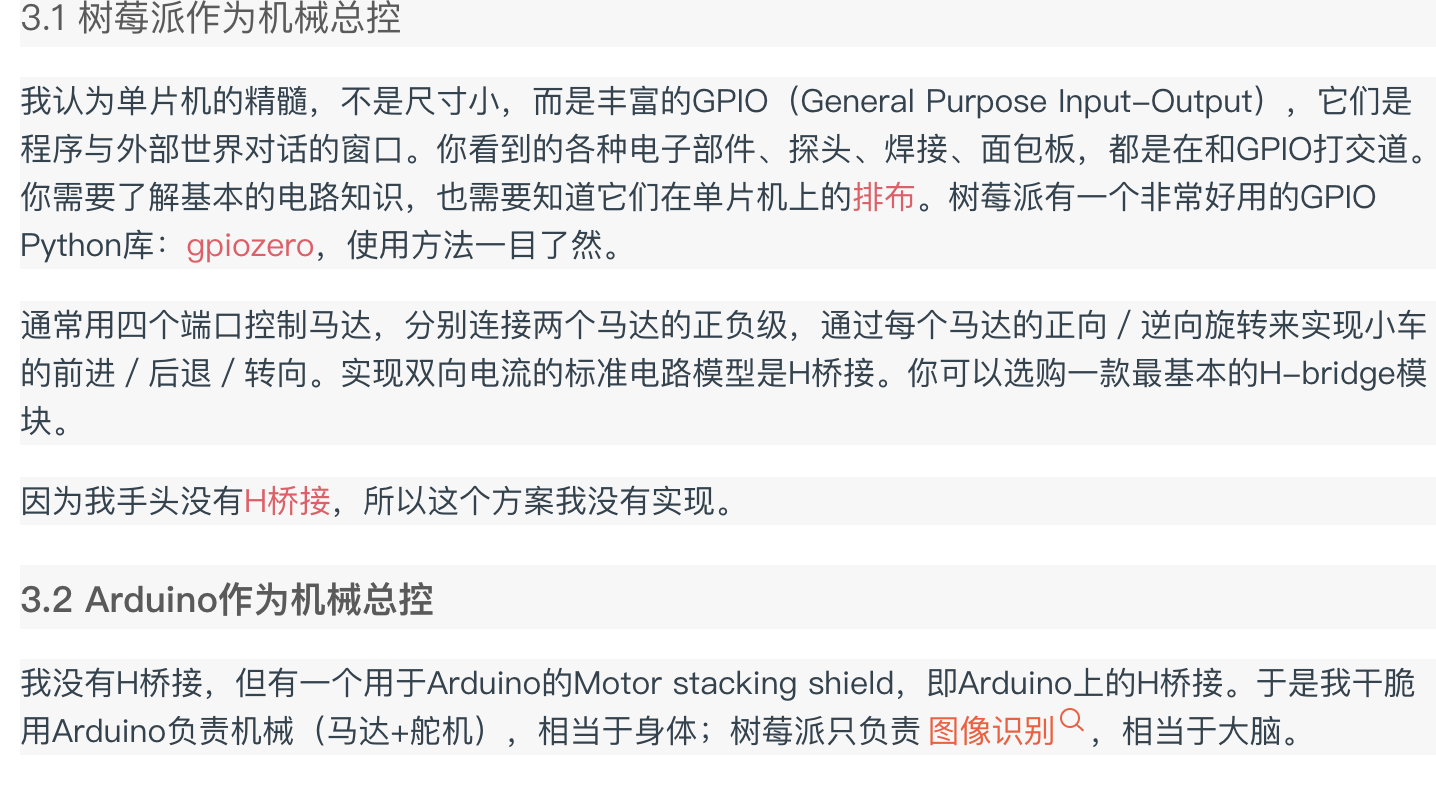 3.1 树莓派作为机械总控
我认为单片机的精髓，不是尺寸小，而是丰富的GPIO（General Purpose Input-Output），它们是
程序与外部世界对话的窗口。你看到的各种电子部件、探头、焊接、面包板，都是在和GPIO打交道。
你需要了解基本的电路知识，也需要知道它们在单片机上的排布。树莓派有一个非常好用的GPIO
Python库：gpiozero，使用方法一目了然。
通常用四个端口控制马达，分别连接两个马达的正负级，通过每个马达的正向 / 逆向旋转来实现小车
的前进 / 后退 / 转向。实现双向电流的标准电路模型是H桥接。你可以选购一款最基本的H-bridge模
块。
因为我手头没有H桥接，所以这个方案我没有实现。
3.2 Arduino作为机械总控
我没有H桥接，但有一个用于Arduino的Motor stacking shield，即Arduino上的H桥接。于是我干脆
用Arduino负责机械（马达+舵机），相当于身体；树莓派只负责 图像识别，相当于大脑。